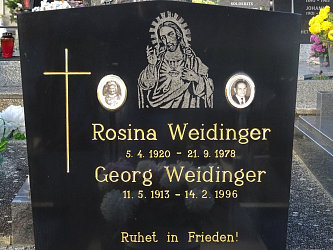 Rosina Weidinger
5. 4. 1920 – 21. 9. 1978
Georg Weidinger
11. 5. 1913 – 14. 2. 1996
Ruhet in Frieden!